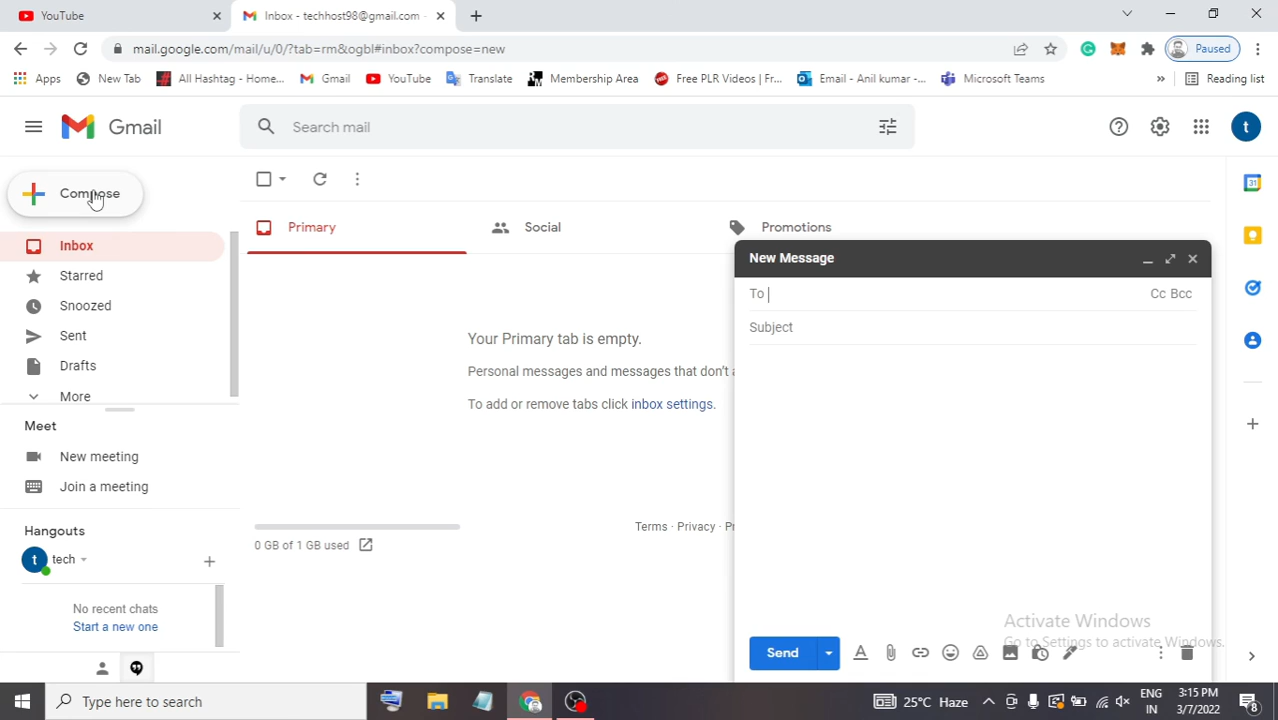 YouTube
Inbox - techhost98@gmail.com -
mail.google.com/mail/u/0/?tab=rm&ogbl#inbox?compose=new
Paused
Apps
New Tab
All Hashtag - Home...
Gmail
YouTube
Translate
Membership Area
Free PLR Videos | Fr...
Email - Anil kumar -...
Microsoft Teams
»
Reading list
Gmail
Search mail
t
Compose
Inbox
Starred
Snoozed
Sent
Drafts
More
Meet
New meeting
Join a meeting
Hangouts
t
tech
No recent chats
Start a new one
31
Primary
Social
Promotions
Your Primary tab is empty.
Personal messages and messages that don't a
To add or remove tabs click inbox settings.
Terms · Privacy · Pr
0 GB of 1 GB used
New Message
To
Cc Bcc
Subject
Send
Activate Windows
Go to Settings to activate Windows.
Type here to search
25°C Haze
ENG
IN
3:15 PM
3/7/2022
8